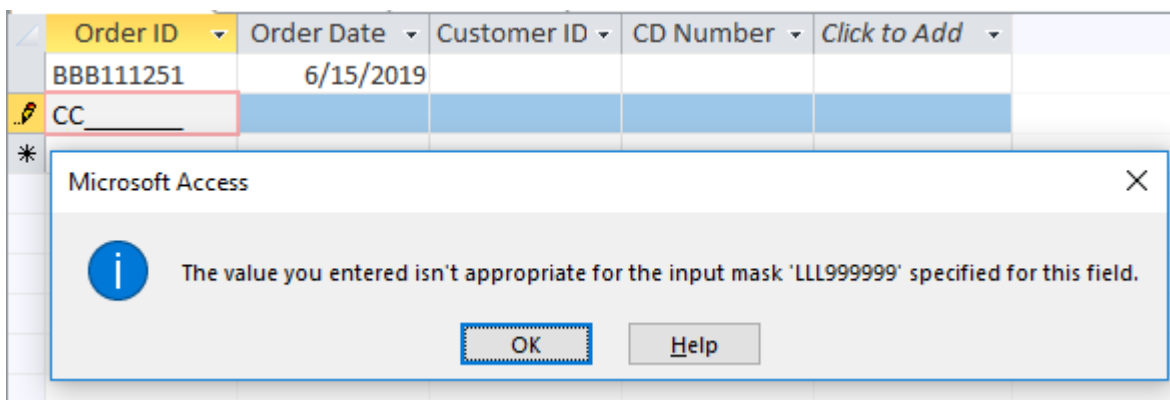 Order ID Order Date Customer ID CD Number Click to Add
BBB111251 6/15/2019
CC_______
*
Microsoft Access
The value you entered isn't appropriate for the input mask 'LLL999999' specified for this field.
OK Help